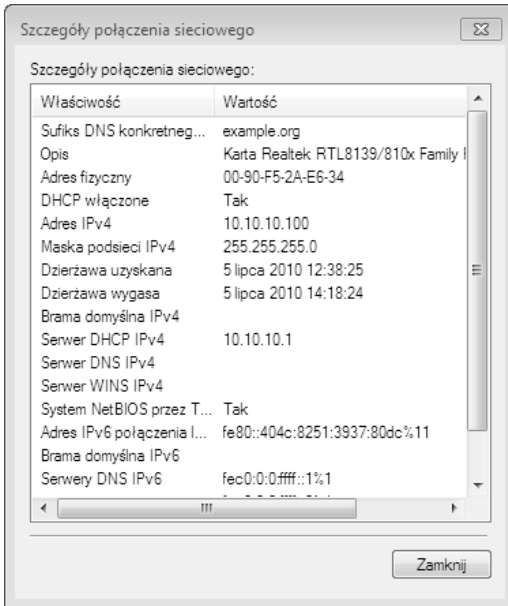 Szczegóły połączenia sieciowego
Szczegóły połączenia sieciowego:
Właściwość Wartość
Sufiks DNS konkretneg... example.org
Opis Karta Realtek RTL8139/810x Family
Adres fizyczny 00-90-F5-2A-E6-34
DHCP włączone Tak
Adres IPv4 10.10.10.100
Maska podsieci IPv4 255.255.255.0
Dzierżawa uzyskana 5 lipca 2010 12:38:25
Dzierżawa wygasa 5 lipca 2010 14:18:24
Brama domyślna IPv4
Serwer DHCP IPv4 10.10.10.1
Serwer DNS IPv4
Serwer WINS IPv4
System NetBIOS przez T... Tak
Adres IPv6 połączenia l... fe80::404c:8251:3937:80dc%11
Brama domyślna IPv6
Serwery DNS IPv6 fec0:0:0:ffff::1%1
Zamknij